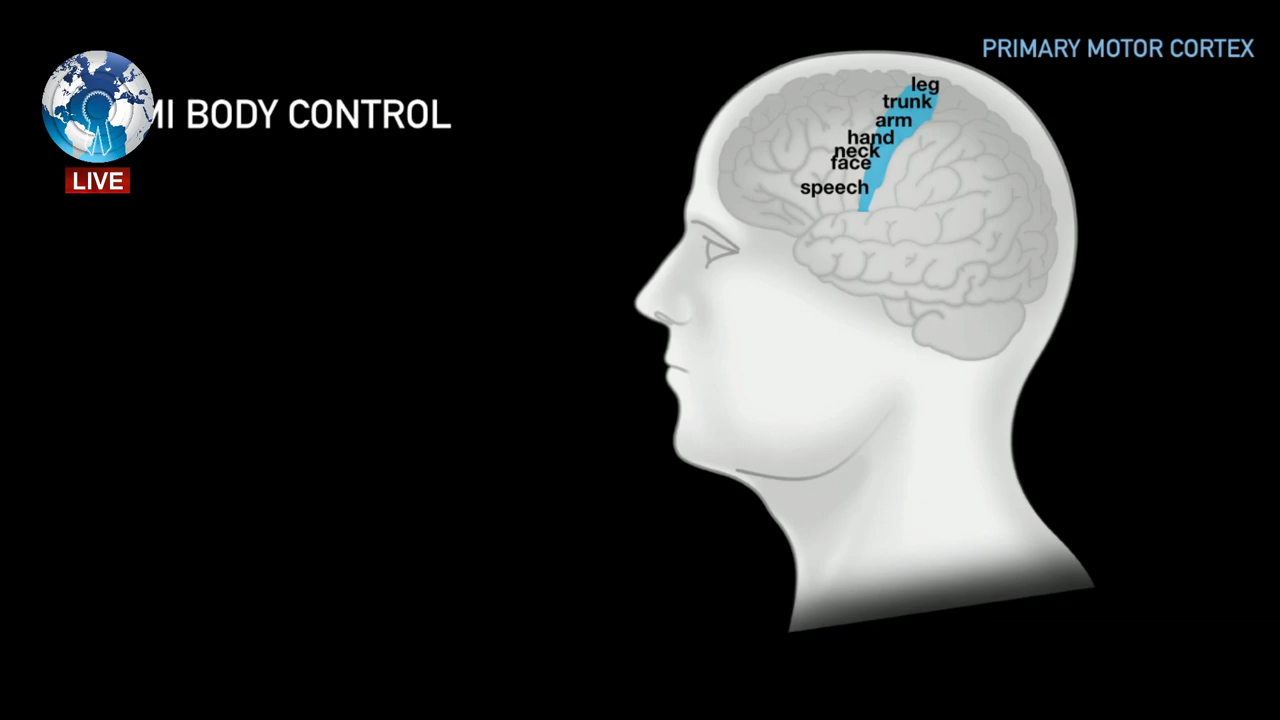 PRIMARY MOTOR CORTEX
MI BODY CONTROL
LIVE
leg
trunk
arm
hand
neck
face
speech